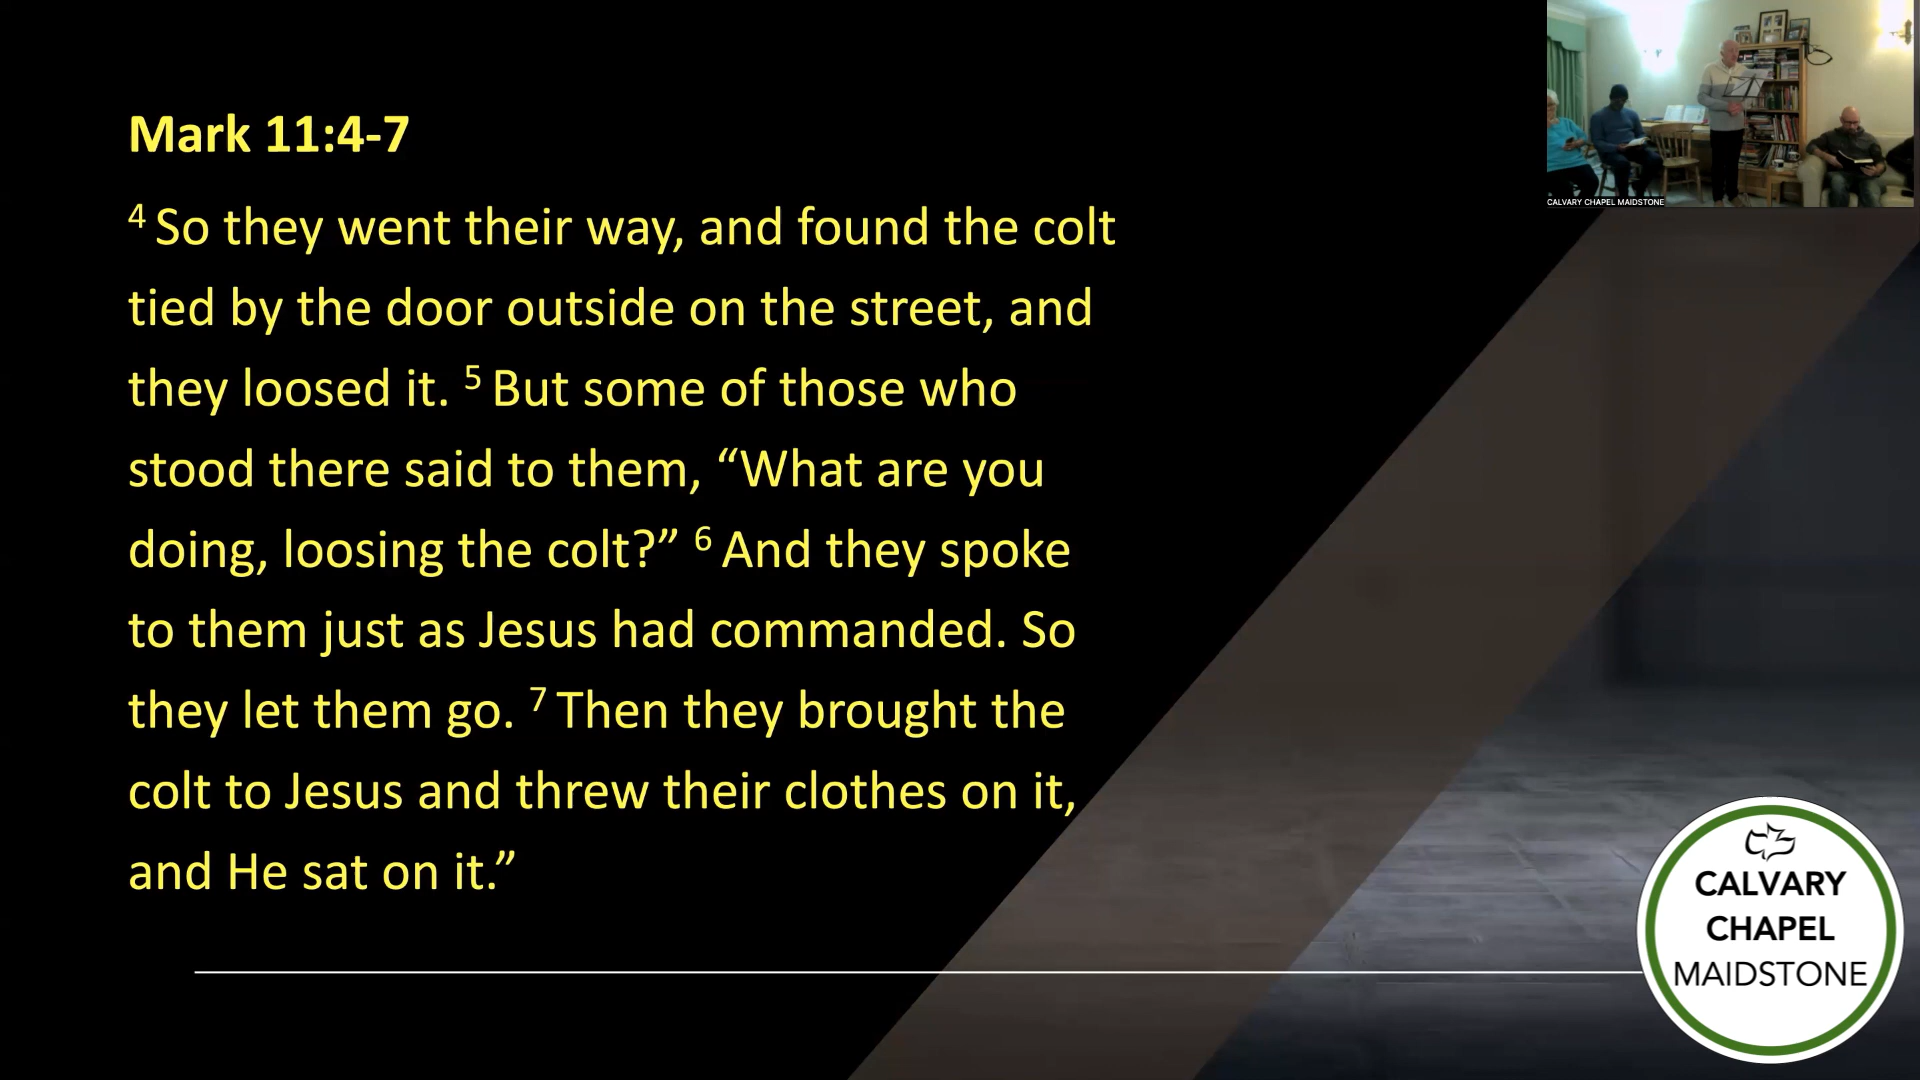 CALVARY CHAPEL MAIDSTONE
Mark 11:4-7
4 So they went their way, and found the colt
tied by the door outside on the street, and
they loosed it. 5 But some of those who
stood there said to them, “What are you
doing, loosing the colt?” 6 And they spoke
to them just as Jesus had commanded. So
they let them go. 7 Then they brought the
colt to Jesus and threw their clothes on it,
and He sat on it.”
CALVARY
CHAPEL
MAIDSTONE